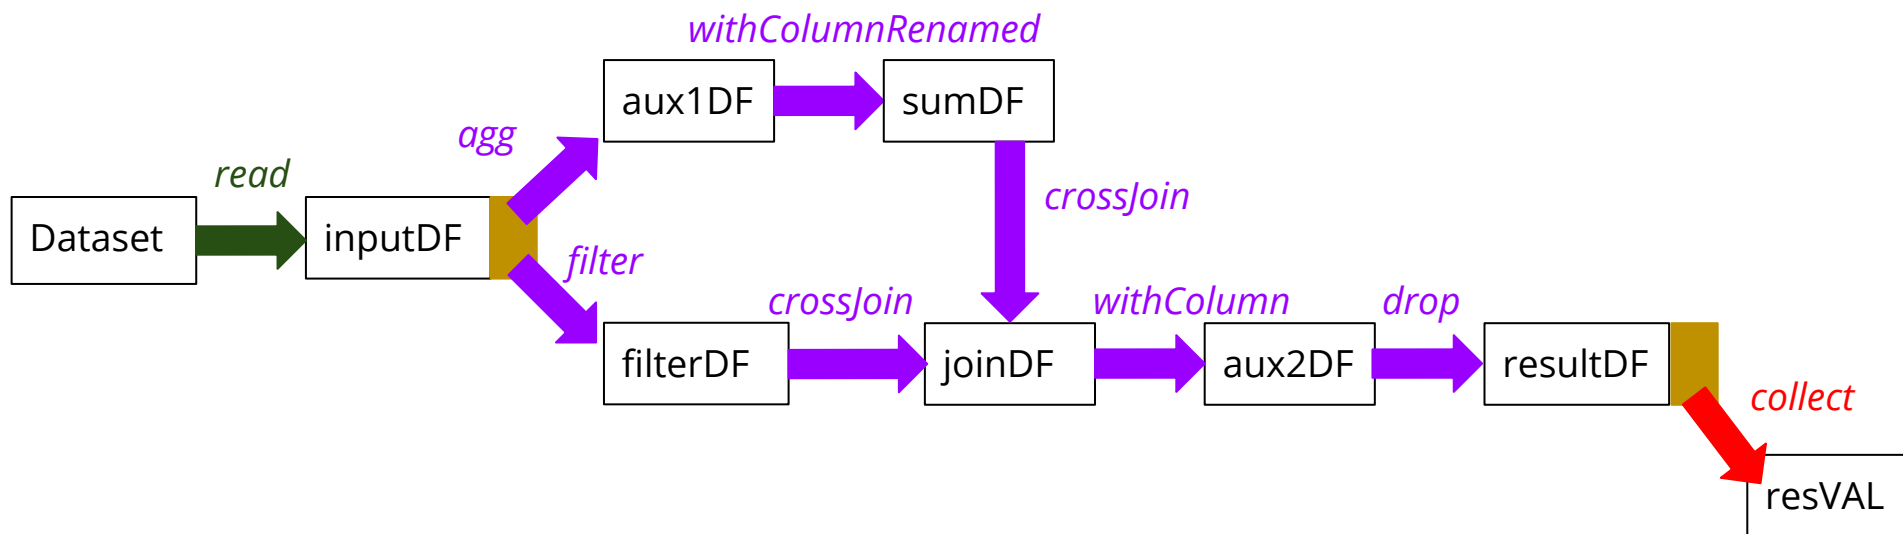 withColumnRenamed
aux1DF
sumDF
agg
read
crossJoin
Dataset
inputDF
filter
crossJoin
withColumn
drop
filterDF
joinDF
aux2DF
resultDF
collect
resVAL